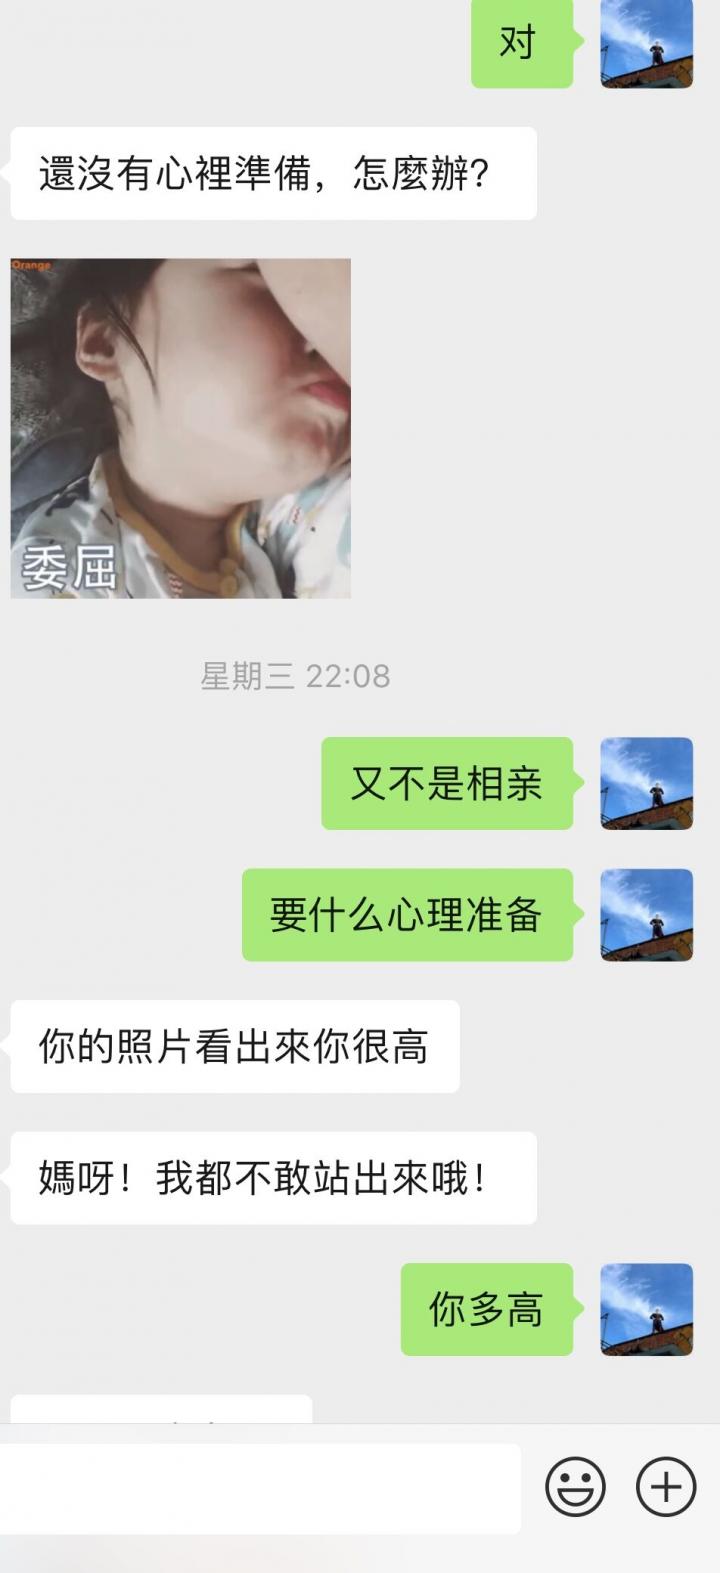 对
還沒有心裡準備，怎麼辦？
Orange
委屈
星期三 22:08
又不是相亲
要什么心理准备
你的照片看出來你很高
媽呀！我都不敢站出來哦！
你多高